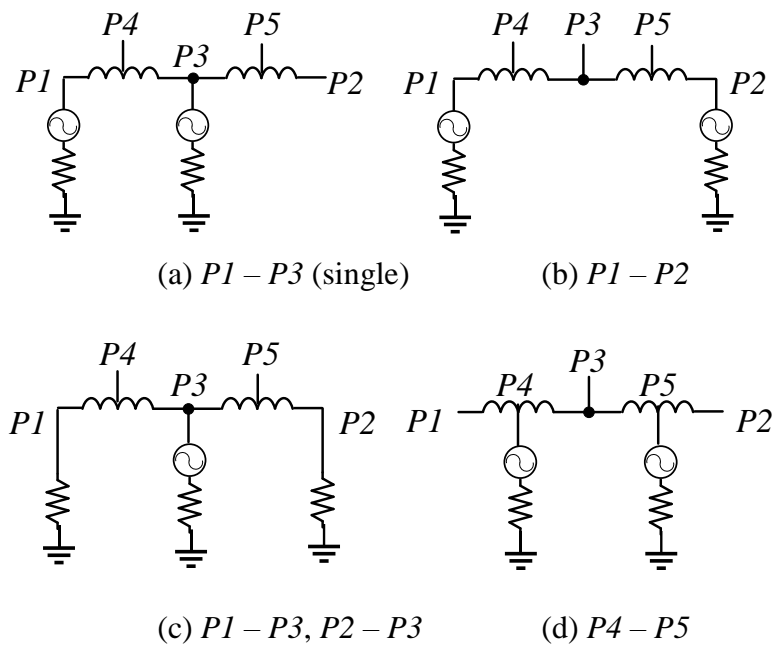 P4 P3 P5
P1 P2
(a) P1 – P3 (single)
P4 P3 P5
P1 P2
(b) P1 – P2
P4 P3 P5
P1 P2
(c) P1 – P3, P2 – P3
P4 P3 P5
P1 P2
(d) P4 – P5